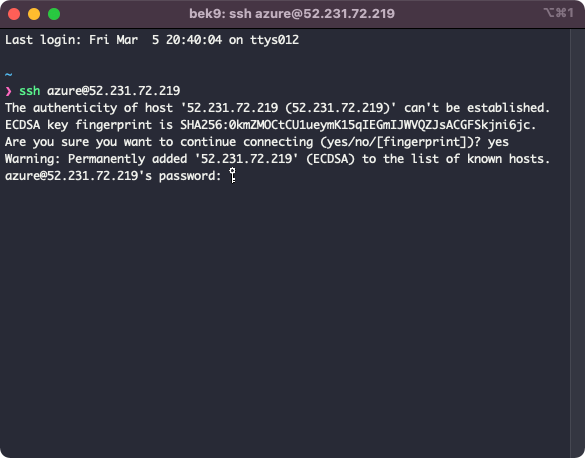 bek9: ssh azure@52.231.72.219
⌥⌘1
Last login: Fri Mar  5 20:40:04 on ttys012
~
❯ ssh azure@52.231.72.219
The authenticity of host '52.231.72.219 (52.231.72.219)' can't be established.
ECDSA key fingerprint is SHA256:0kmZMOCtCU1ueymK15qIEGmIJWVQZJsACGFSkjni6jc.
Are you sure you want to continue connecting (yes/no/[fingerprint])? yes
Warning: Permanently added '52.231.72.219' (ECDSA) to the list of known hosts.
azure@52.231.72.219's password: